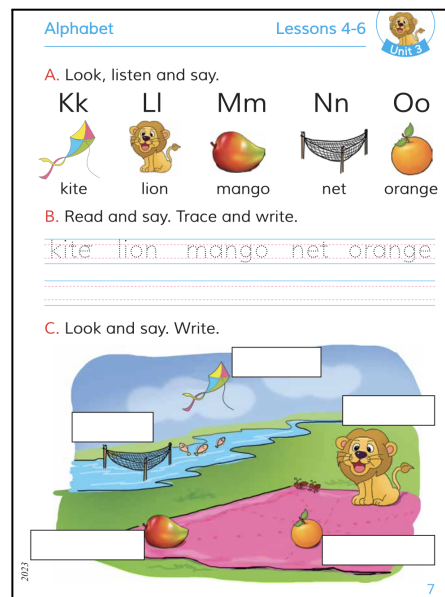 Alphabet Lessons 4-6
Unit 3
A. Look, listen and say.
Kk Ll Mm Nn Oo
kite lion mango net orange
B. Read and say. Trace and write.
kite lion mango net orange
C. Look and say. Write.
2023
7